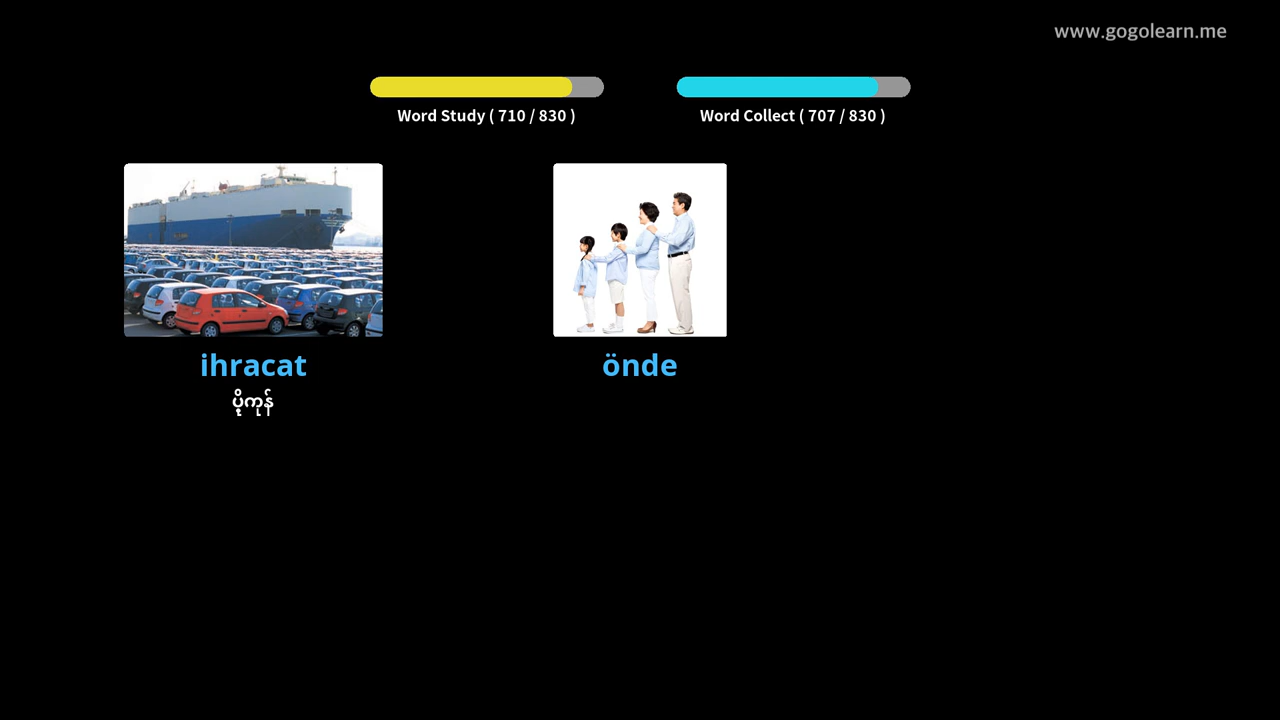 www.gogolearn.me
Word Study ( 710 / 830 )
Word Collect ( 707 / 830 )
ihracat
ပို့ကုန်
önde